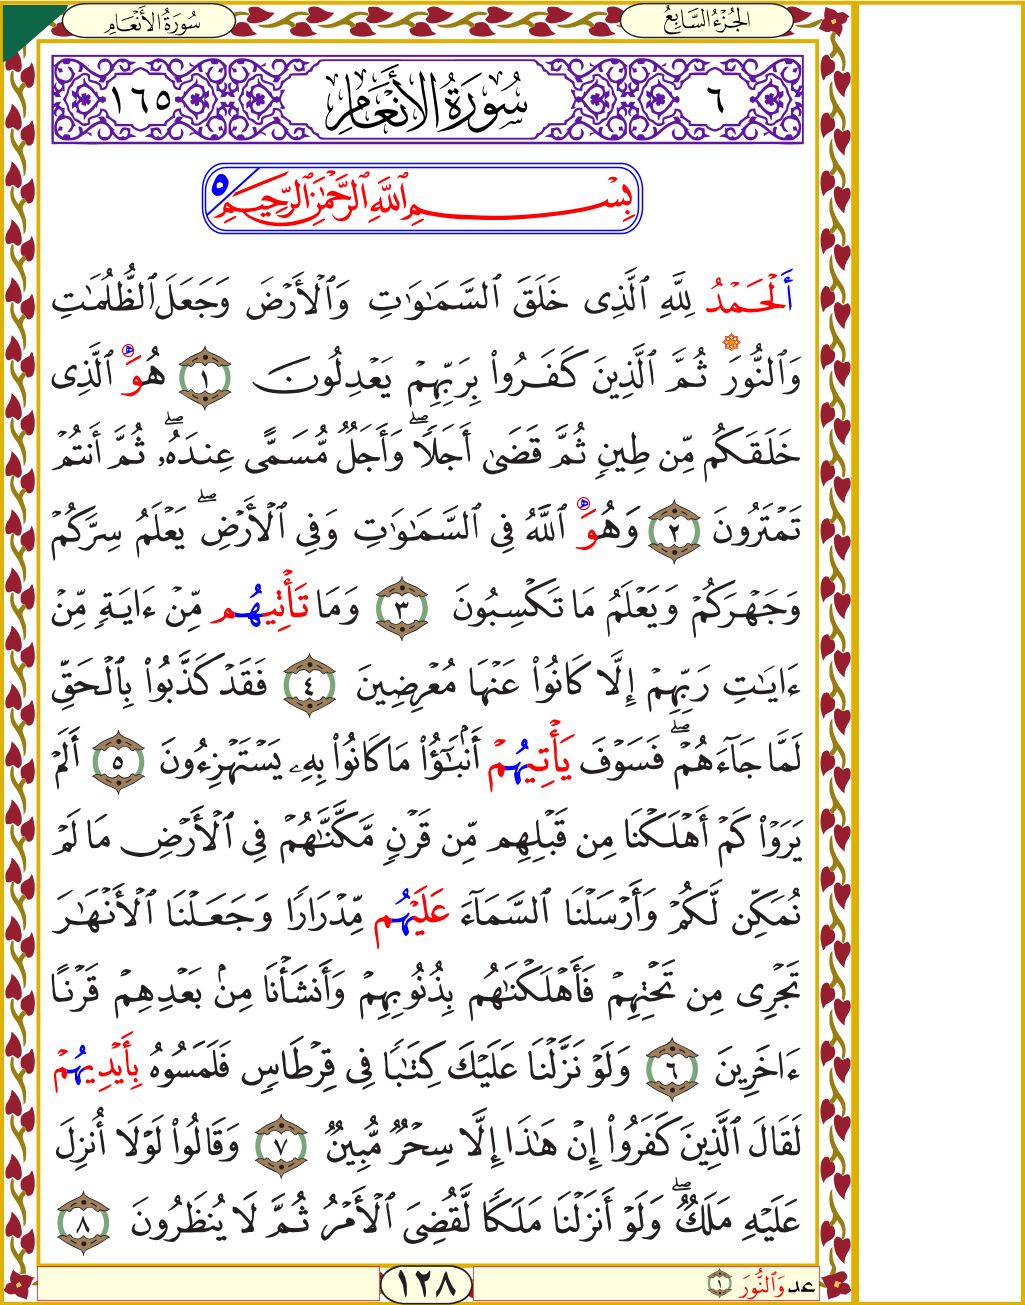 الجُزْءُ السَّابِعُ
سُورَةُ الأَنْعَامِ
٦ سُورَةُ الأَنْعَامِ ١٦٥
بِسْمِ ٱللَّهِ ٱلرَّحْمَٰنِ ٱلرَّحِيمِ ٥
أَلْحَمْدُ لِلَّهِ ٱلَّذِى خَلَقَ ٱلسَّمَٰوَٰتِ وَٱلْأَرْضَ وَجَعَلَ ٱلظُّلُمَٰتِ
وَٱلنُّورَ ثُمَّ ٱلَّذِينَ كَفَرُوا۟ بِرَبِّهِمْ يَعْدِلُونَ ١ هُوَ ٱلَّذِى
خَلَقَكُم مِّن طِينٍ ثُمَّ قَضَىٰٓ أَجَلًا ۖ وَأَجَلٌ مُّسَمًّى عِندَهُۥ ۖ ثُمَّ أَنتُمْ
تَمْتَرُونَ ٢ وَهُوَ ٱللَّهُ فِى ٱلسَّمَٰوَٰتِ وَفِى ٱلْأَرْضِ ۖ يَعْلَمُ سِرَّكُمْ
وَجَهْرَكُمْ وَيَعْلَمُ مَا تَكْسِبُونَ ٣ وَمَا تَأْتِيهُم مِّنْ ءَايَةٍ مِّنْ
ءَايَٰتِ رَبِّهِمْ إِلَّا كَانُوا۟ عَنْهَا مُعْرِضِينَ ٤ فَقَدْ كَذَّبُوا۟ بِٱلْحَقِّ
لَمَّا جَآءَهُمْ ۖ فَسَوْفَ يَأْتِيهُمْ أَنۢبَٰٓؤُا۟ مَا كَانُوا۟ بِهِۦ يَسْتَهْزِءُونَ ٥ أَلَمْ
يَرَوْا۟ كَمْ أَهْلَكْنَا مِن قَبْلِهِم مِّن قَرْنٍ مَّكَّنَّٰهُمْ فِى ٱلْأَرْضِ مَا لَمْ
نُمَكِّن لَّكُمْ وَأَرْسَلْنَا ٱلسَّمَآءَ عَلَيْهُم مِّدْرَارًا وَجَعَلْنَا ٱلْأَنْهَٰرَ
تَجْرِى مِن تَحْتِهِمْ فَأَهْلَكْنَٰهُم بِذُنُوبِهِمْ وَأَنشَأْنَا مِنۢ بَعْدِهِمْ قَرْنًا
ءَاخَرِينَ ٦ وَلَوْ نَزَّلْنَا عَلَيْكَ كِتَٰبًا فِى قِرْطَاسٍ فَلَمَسُوهُ بِأَيْدِيهُمْ
لَقَالَ ٱلَّذِينَ كَفَرُوٓا۟ إِنْ هَٰذَآ إِلَّا سِحْرٌ مُّبِينٌ ٧ وَقَالُوا۟ لَوْلَآ أُنزِلَ
عَلَيْهِ مَلَكٌ ۖ وَلَوْ أَنزَلْنَا مَلَكًا لَّقُضِىَ ٱلْأَمْرُ ثُمَّ لَا يُنظَرُونَ ٨
عد وَٱلنُّورَ ١
١٢٨